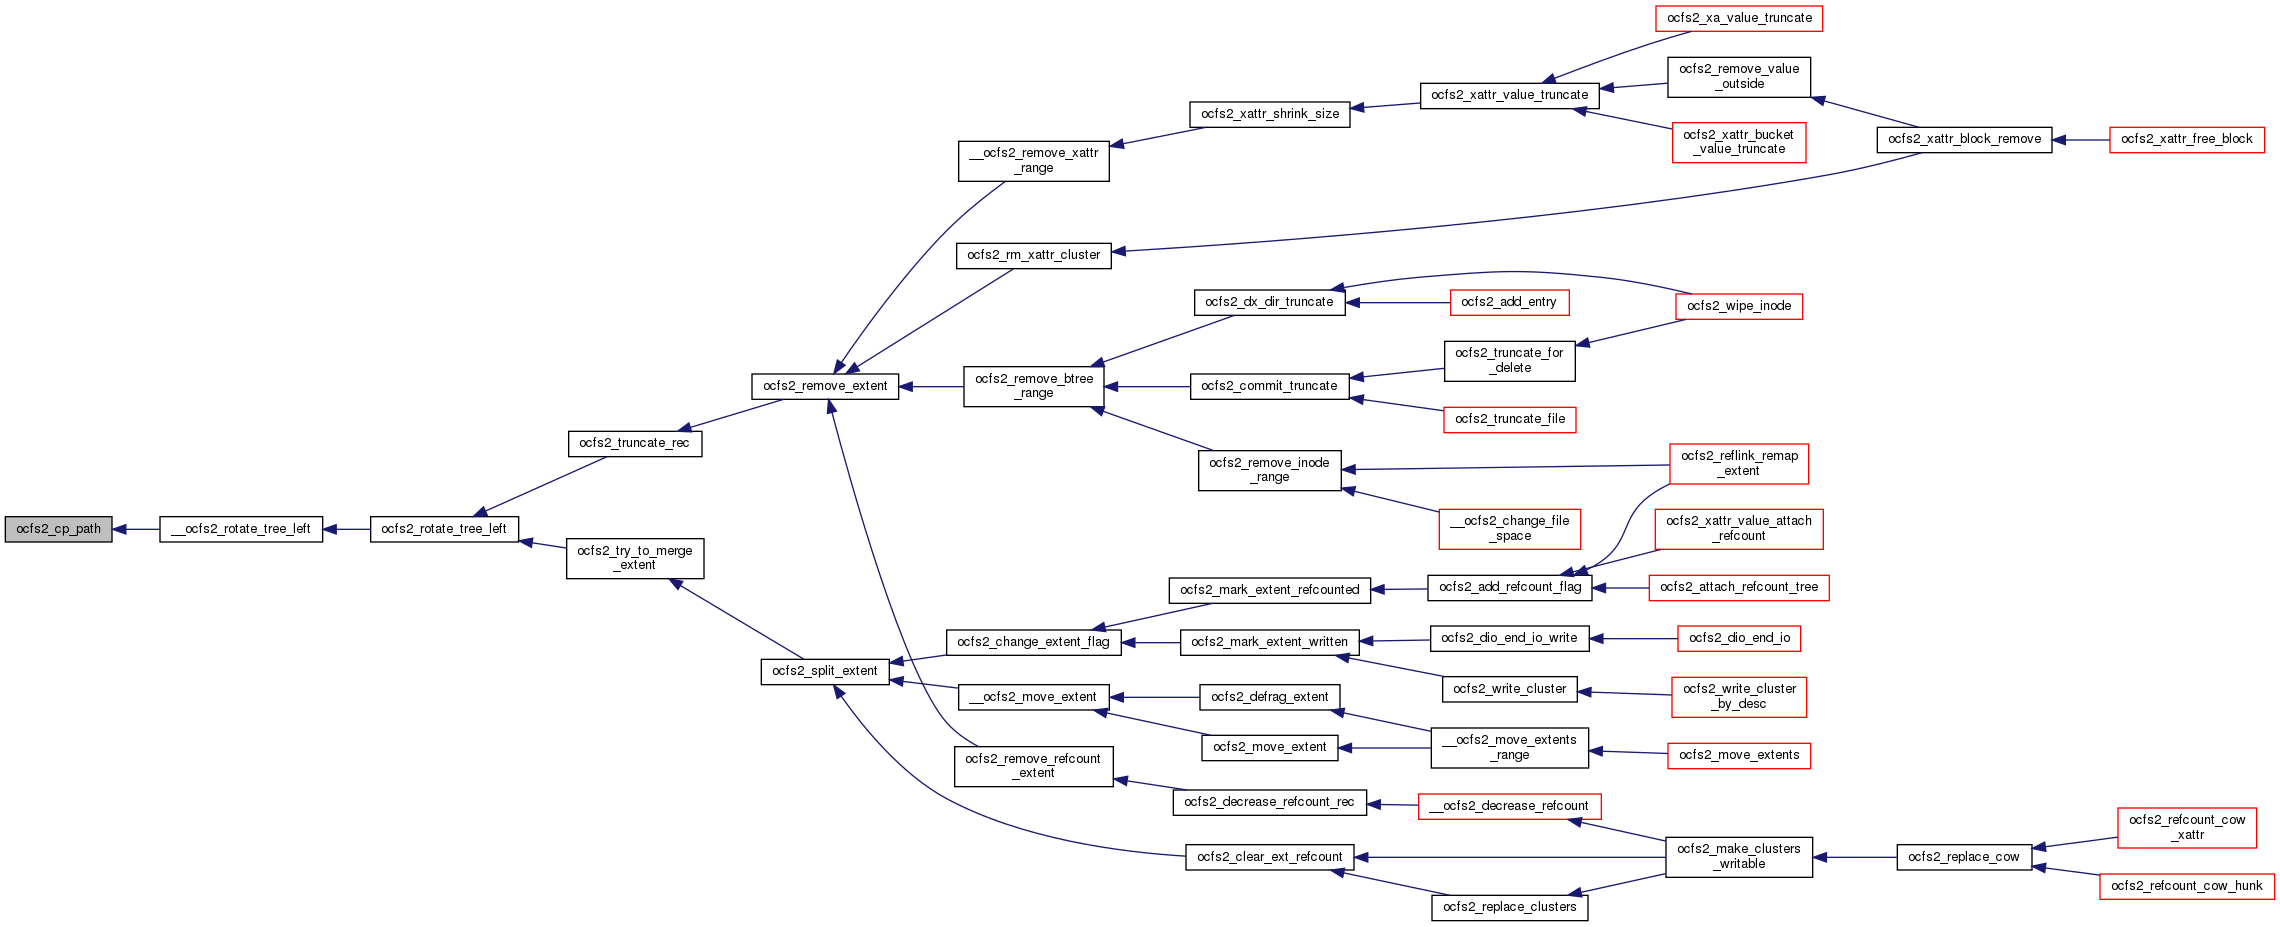 ocfs2_xa_value_truncate
ocfs2_remove_value
_outside
ocfs2_xattr_value_truncate
ocfs2_xattr_shrink_size
ocfs2_xattr_bucket
_value_truncate
ocfs2_xattr_block_remove
ocfs2_xattr_free_block
__ocfs2_remove_xattr
_range
ocfs2_rm_xattr_cluster
ocfs2_dx_dir_truncate
ocfs2_add_entry
ocfs2_wipe_inode
ocfs2_truncate_for
_delete
ocfs2_remove_extent
ocfs2_remove_btree
_range
ocfs2_commit_truncate
ocfs2_truncate_file
ocfs2_truncate_rec
ocfs2_remove_inode
_range
ocfs2_reflink_remap
_extent
__ocfs2_change_file
_space
ocfs2_xattr_value_attach
_refcount
ocfs2_cp_path
__ocfs2_rotate_tree_left
ocfs2_rotate_tree_left
ocfs2_try_to_merge
_extent
ocfs2_mark_extent_refcounted
ocfs2_add_refcount_flag
ocfs2_attach_refcount_tree
ocfs2_change_extent_flag
ocfs2_mark_extent_written
ocfs2_dio_end_io_write
ocfs2_dio_end_io
ocfs2_split_extent
__ocfs2_move_extent
ocfs2_defrag_extent
ocfs2_write_cluster
ocfs2_write_cluster
_by_desc
ocfs2_move_extent
__ocfs2_move_extents
_range
ocfs2_move_extents
ocfs2_remove_refcount
_extent
ocfs2_decrease_refcount_rec
__ocfs2_decrease_refcount
ocfs2_clear_ext_refcount
ocfs2_make_clusters
_writable
ocfs2_replace_cow
ocfs2_refcount_cow
_xattr
ocfs2_refcount_cow_hunk
ocfs2_replace_clusters